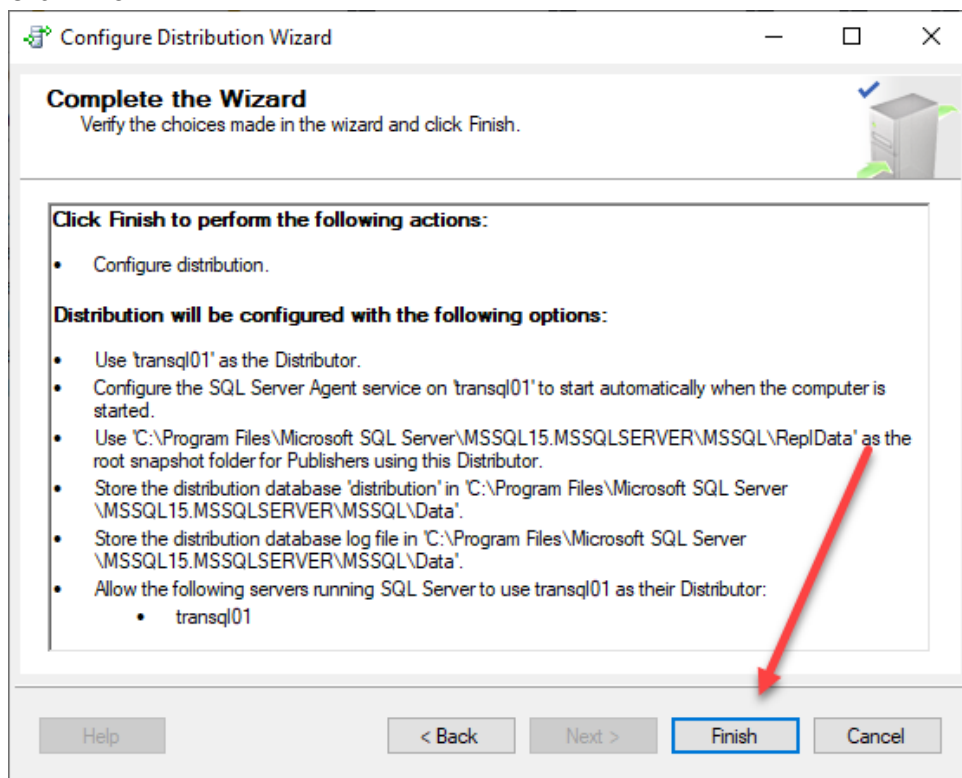 Configure Distribution Wizard
Complete the Wizard
Verify the choices made in the wizard and click Finish.
Click Finish to perform the following actions:
• Configure distribution.
Distribution will be configured with the following options:
• Use 'transql01' as the Distributor.
• Configure the SQL Server Agent service on 'transql01' to start automatically when the computer is
started.
• Use 'C:\Program Files\Microsoft SQL Server\MSSQL15.MSSQLSERVER\MSSQL\ReplData' as the
root snapshot folder for Publishers using this Distributor.
• Store the distribution database 'distribution' in 'C:\Program Files\Microsoft SQL Server
\MSSQL15.MSSQLSERVER\MSSQL\Data'.
• Store the distribution database log file in 'C:\Program Files\Microsoft SQL Server
\MSSQL15.MSSQLSERVER\MSSQL\Data'.
• Allow the following servers running SQL Server to use transql01 as their Distributor:
• transql01
Help < Back Next > Finish Cancel